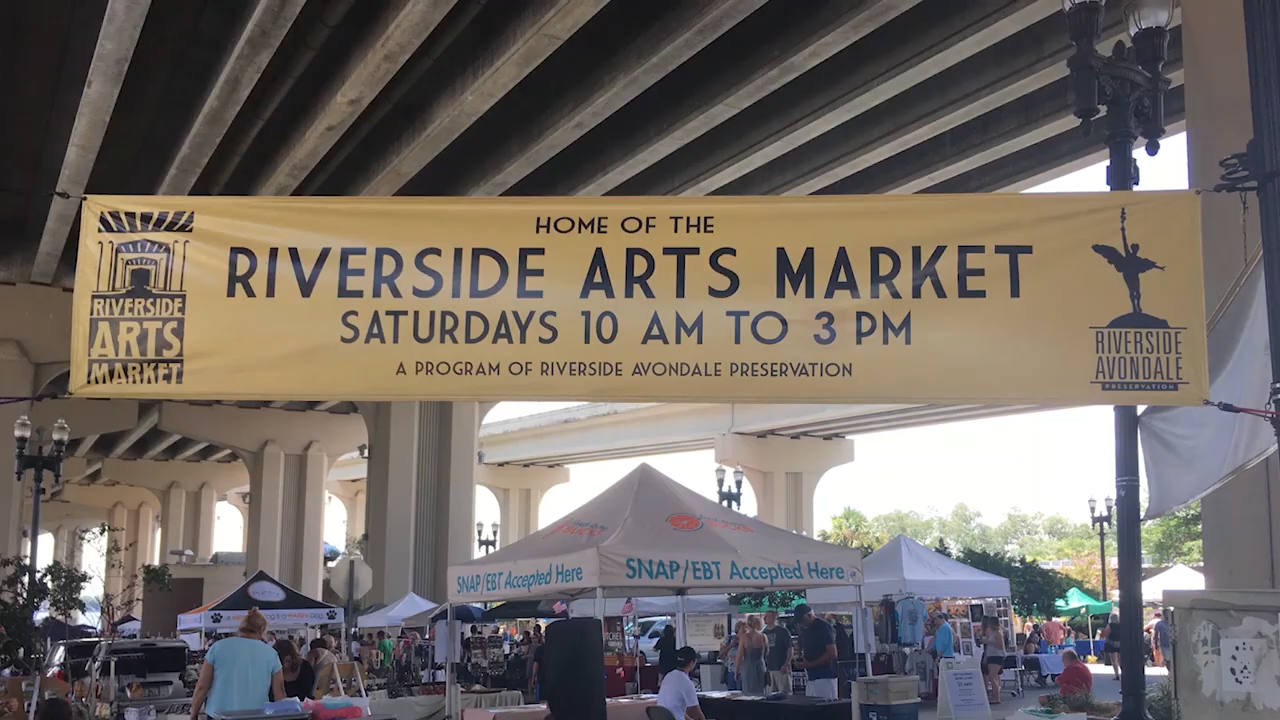 HOME OF THE
RIVERSIDE ARTS MARKET
SATURDAYS 10 AM TO 3 PM
A PROGRAM OF RIVERSIDE AVONDALE PRESERVATION
RIVERSIDE
ARTS
MARKET
RIVERSIDE
AVONDALE
PRESERVATION
SNAP/EBT Accepted Here
SNAP/EBT Accepted Here